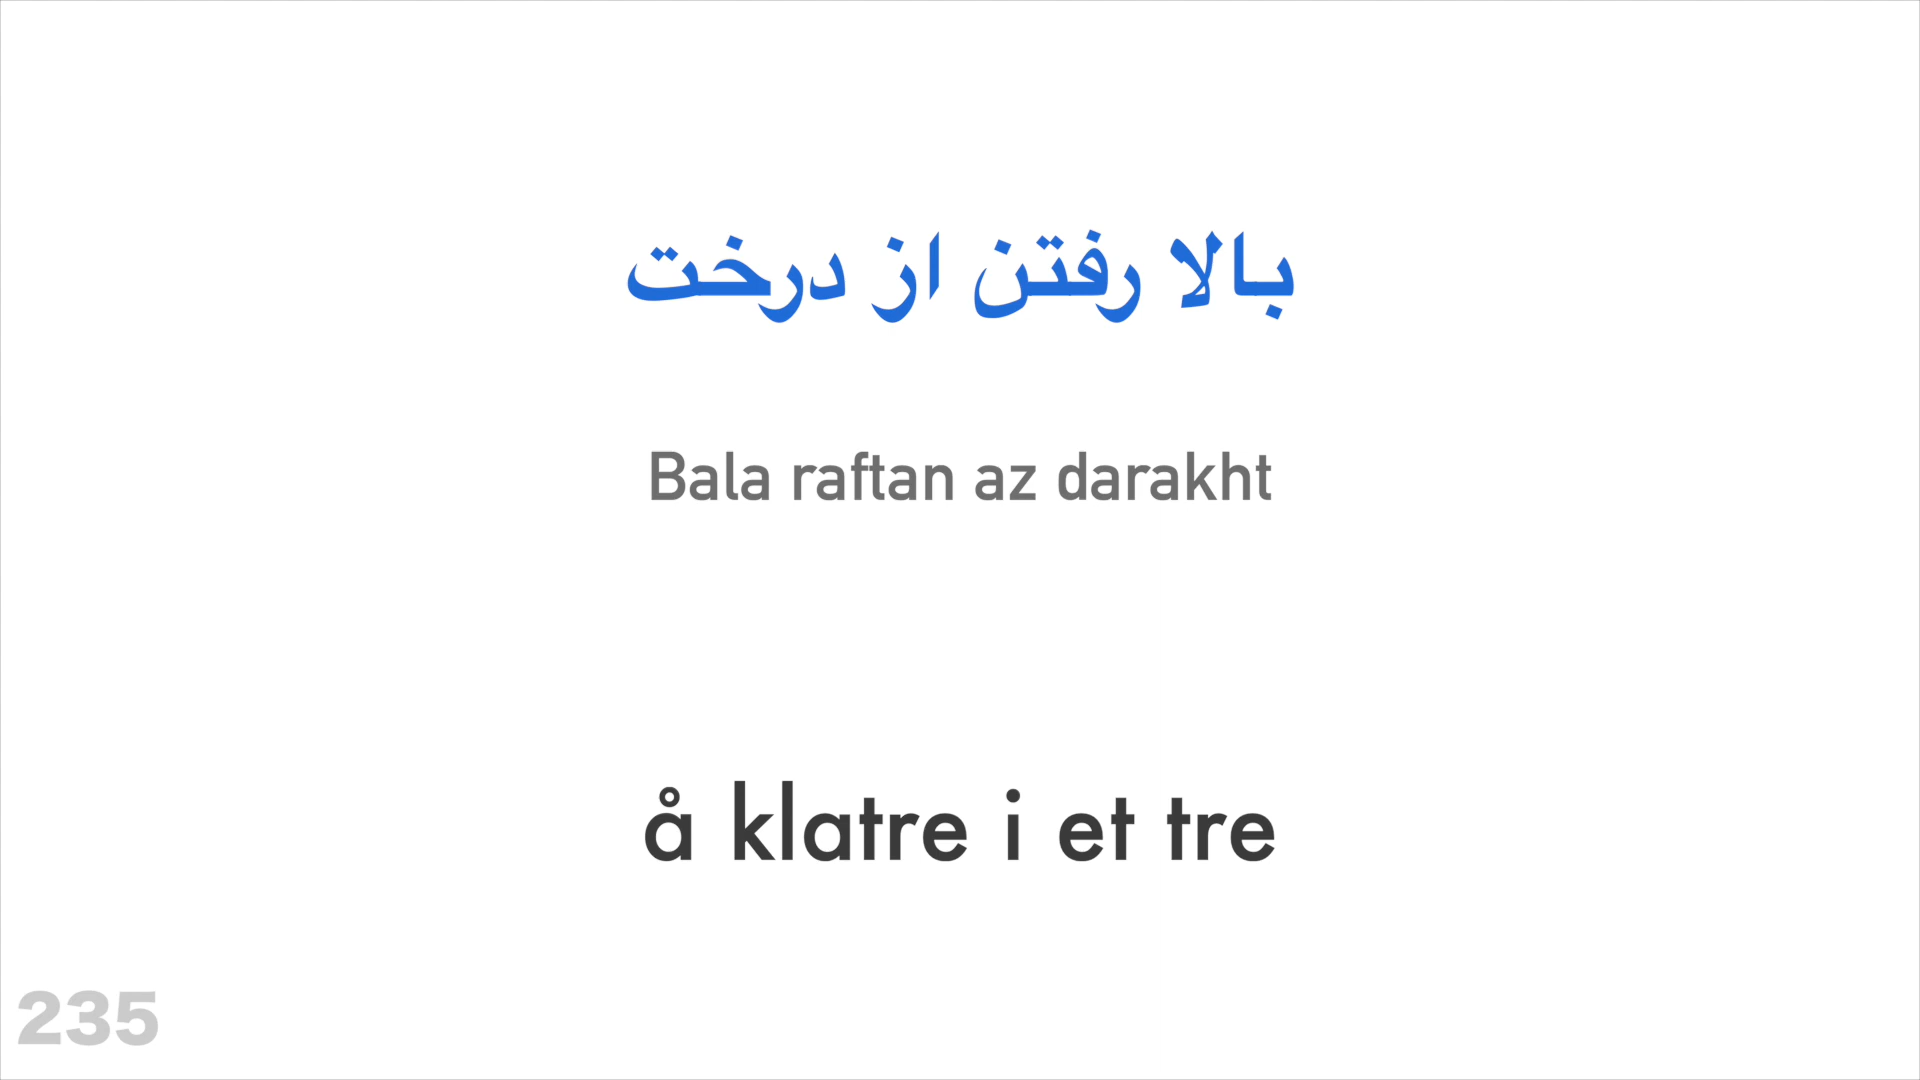 بالا رفتن از درخت
Bala raftan az darakht
å klatre i et tre
235